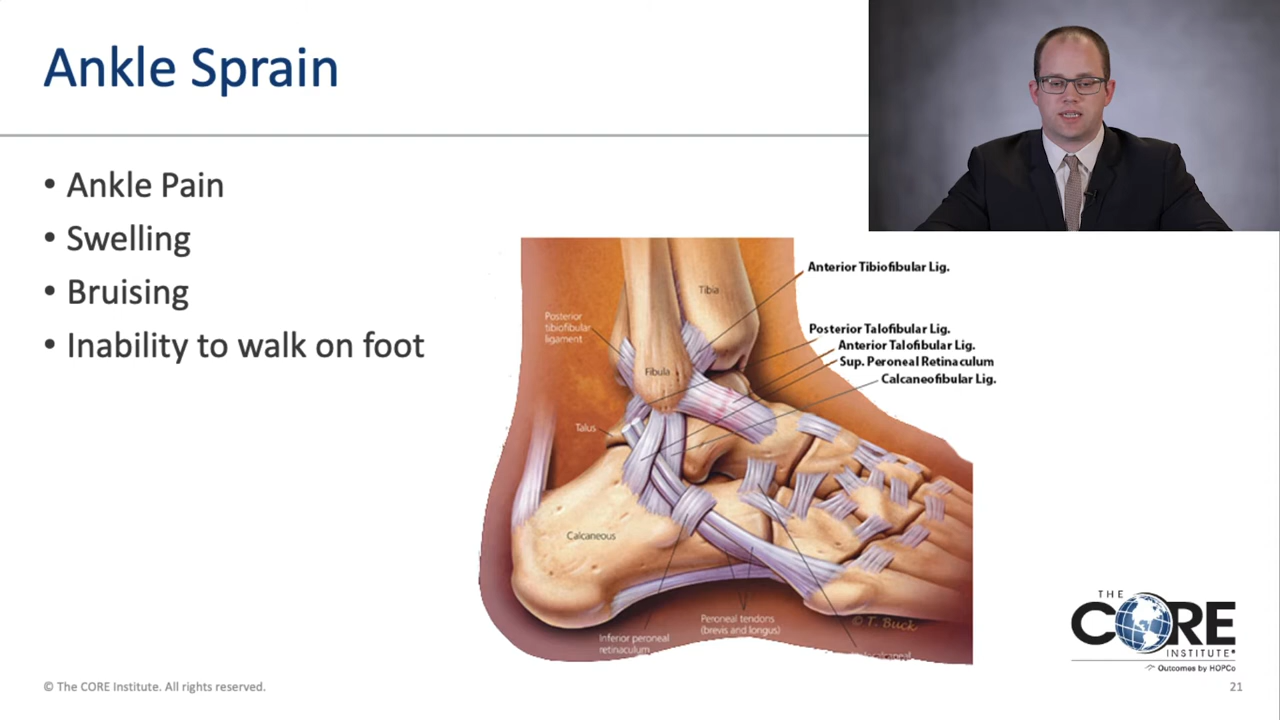 Ankle Sprain
• Ankle Pain
• Swelling
• Bruising
• Inability to walk on foot
Anterior Tibiofibular Lig.
Tibia
Posterior
tibiofibular
ligament
Posterior Talofibular Lig.
Anterior Talofibular Lig.
Sup. Peroneal Retinaculum
Fibula
Calcaneofibular Lig.
Talus
Calcaneous
Peroneal tendons
(brevis and longus)
© T. Buck
Inferior peroneal
retinaculum
THE
CORE
INSTITUTE®
Outcomes by HOPCo
© The CORE Institute. All rights reserved.
21